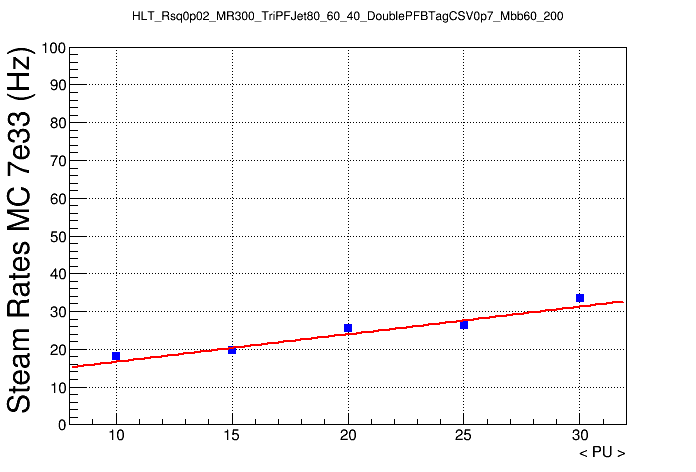 HLT_Rsq0p02_MR300_TriPFJet80_60_40_DoublePFBTagCSV0p7_Mbb60_200
Steam Rates MC 7e33 (Hz)
100
90
80
70
60
50
40
30
20
10
0
10 15 20 25 30
< PU >